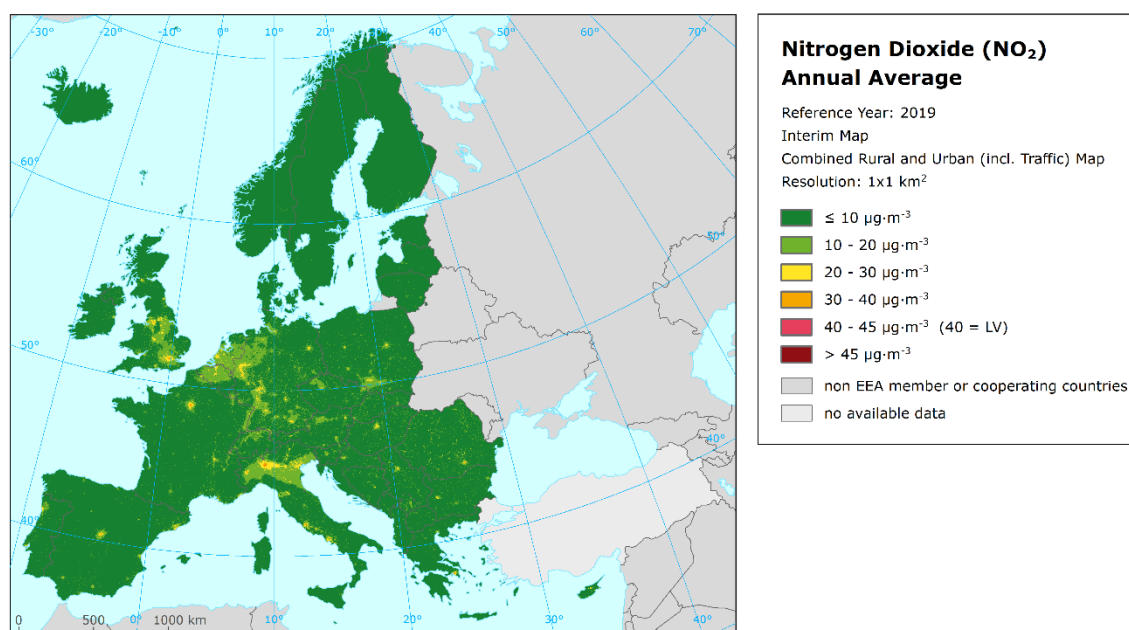 -30° -20° -10° 0° 10° 20° 30° 40° 50° 60° 70°
60°
50°
40°
60°
50°
40°
0 500 1000 km
0° 10° 20° 30° 40°
Nitrogen Dioxide (NO₂)
Annual Average
Reference Year: 2019
Interim Map
Combined Rural and Urban (incl. Traffic) Map
Resolution: 1x1 km²
≤ 10 µg·m⁻³
10 - 20 µg·m⁻³
20 - 30 µg·m⁻³
30 - 40 µg·m⁻³
40 - 45 µg·m⁻³ (40 = LV)
> 45 µg·m⁻³
non EEA member or cooperating countries
no available data